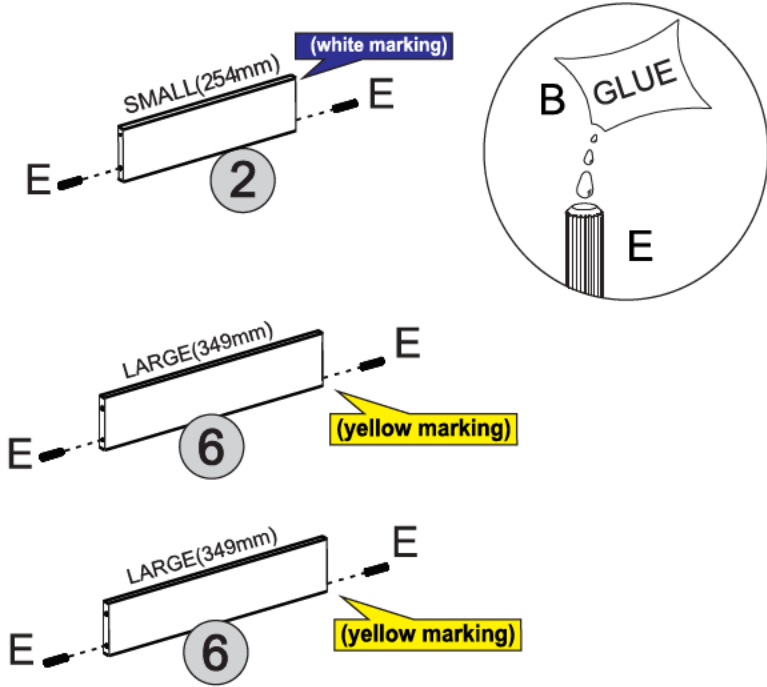 (white marking)
SMALL(254mm)
E
E
2
B
GLUE
E
LARGE(349mm)
E
E
6
(yellow marking)
LARGE(349mm)
E
E
6
(yellow marking)